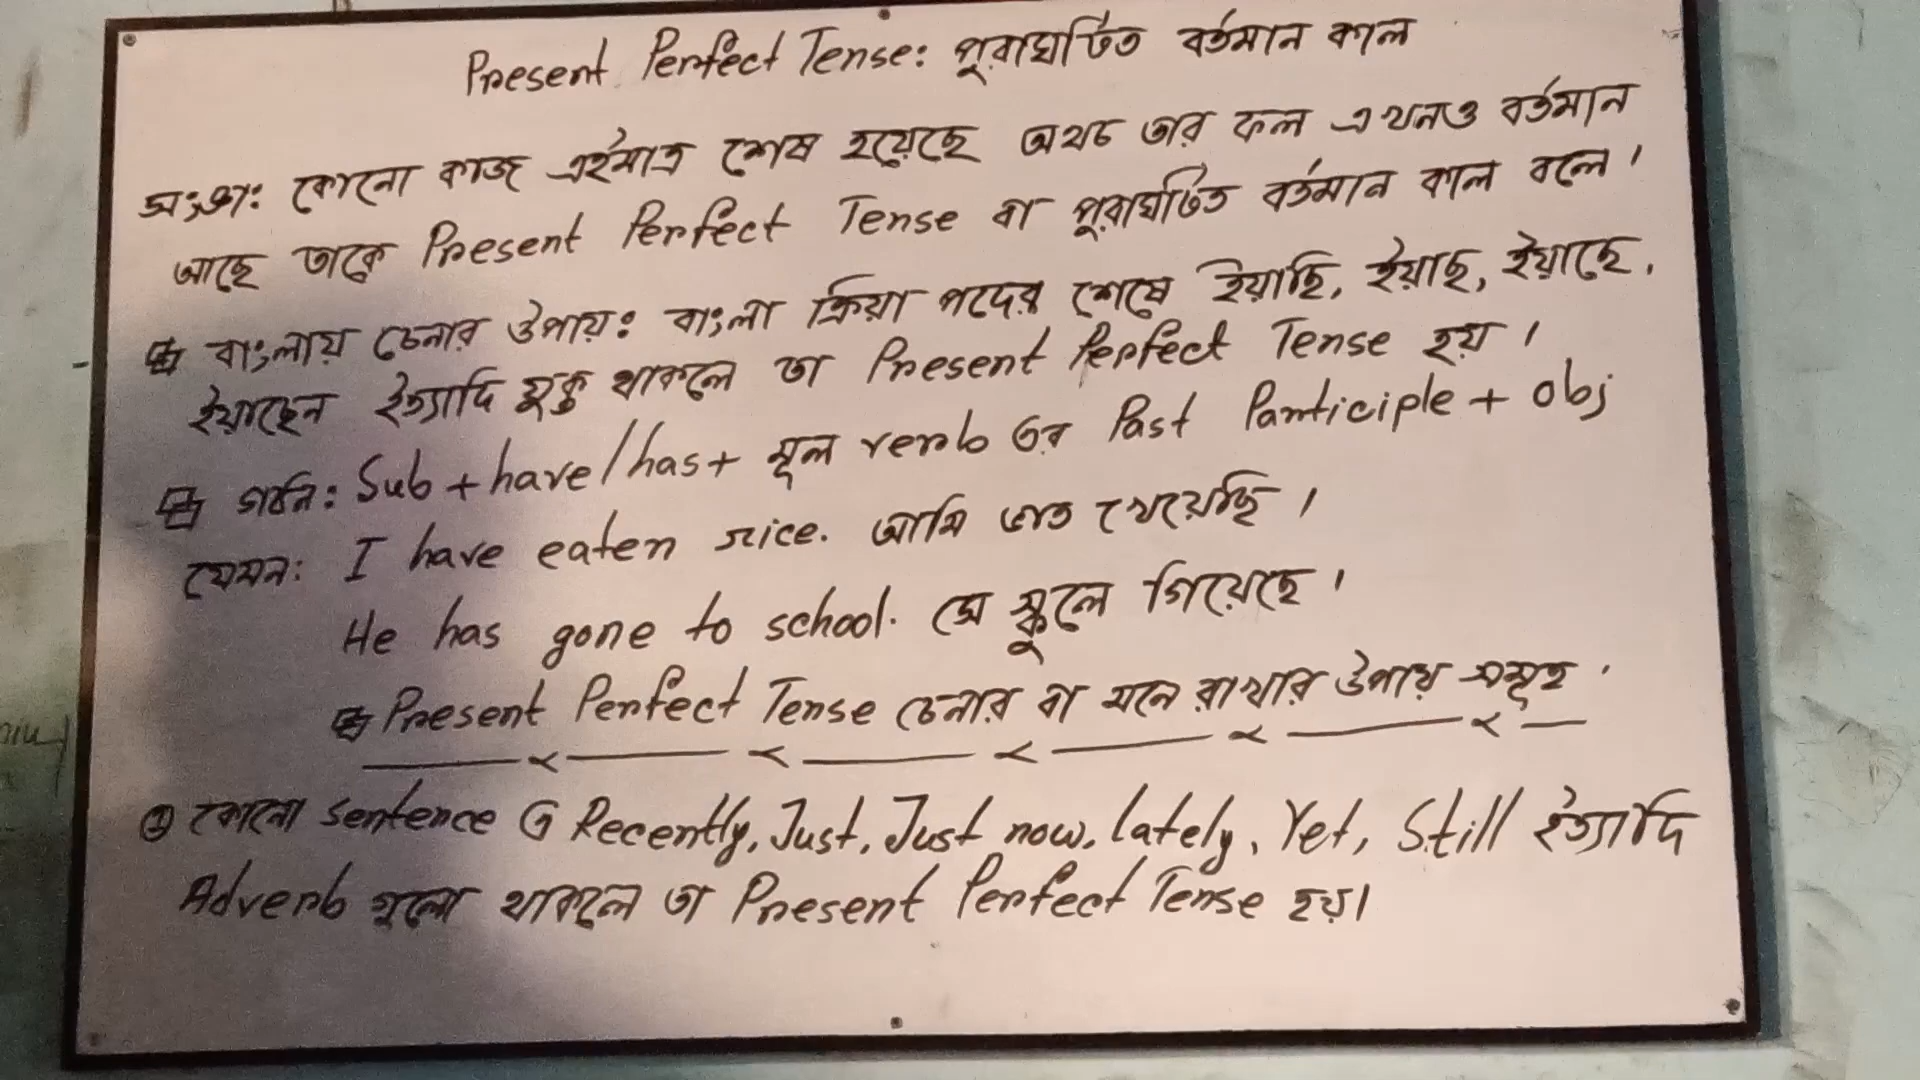 Present Perfect Tense: পুরাঘটিত বর্তমান কাল
সংজ্ঞা: কোনো কাজ এইমাত্র শেষ হয়েছে অথচ তার ফল এখনও বর্তমান
আছে তাকে Present Perfect Tense বা পুরাঘটিত বর্তমান কাল বলে।
বাংলায় চেনার উপায়: বাংলা ক্রিয়া পদের শেষে ইয়াছি, ইয়াছ, ইয়াছে,
ইয়াছেন ইত্যাদি যুক্ত থাকলে তা Present Perfect Tense হয়।
গঠন: Sub + have/has + মূল verb এর Past Participle + obj
যেমন: I have eaten rice. আমি ভাত খেয়েছি।
He has gone to school. সে স্কুলে গিয়েছে।
Present Perfect Tense চেনার বা মনে রাখার উপায় সমূহ
কোনো sentence এ Recently, Just, Just now, lately, Yet, Still ইত্যাদি
Adverb গুলো থাকলে তা Present Perfect Tense হয়।